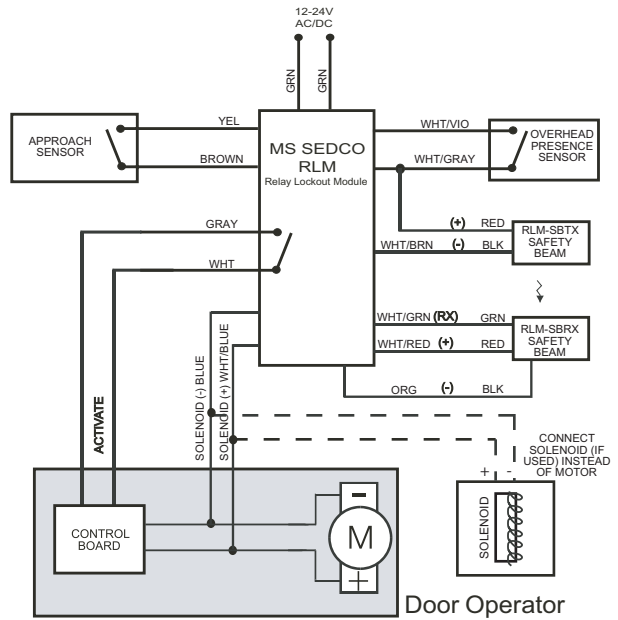 12-24V
AC/DC
GRN
GRN
APPROACH
SENSOR
YEL
BROWN
MS SEDCO
RLM
Relay Lockout Module
WHT/VIO
WHT/GRAY
OVERHEAD
PRESENCE
SENSOR
GRAY
WHT
(+) RED
WHT/BRN (-) BLK
RLM-SBTX
SAFETY
BEAM
WHT/GRN (RX) GRN
WHT/RED (+) RED
RLM-SBRX
SAFETY
BEAM
ORG (-) BLK
ACTIVATE
SOLENOID (-) BLUE
SOLENOID (+) WHT/BLUE
CONNECT
SOLENOID (IF
USED) INSTEAD
OF MOTOR
+ -
SOLENOID
CONTROL
BOARD
-
M
+
Door Operator